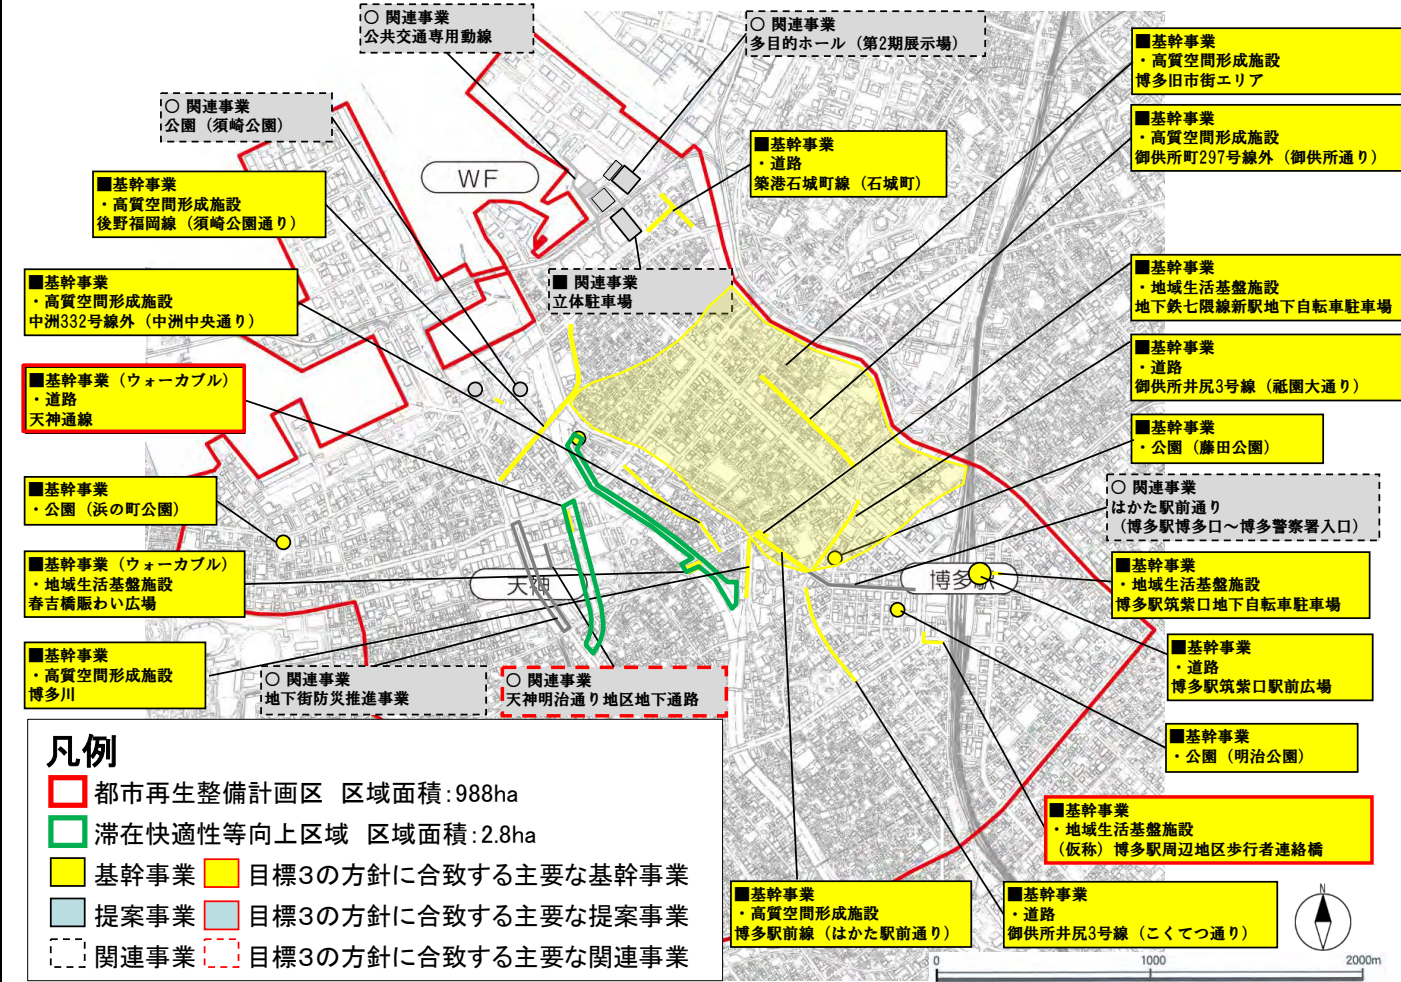 ○ 関連事業
公共交通専用動線
○ 関連事業
多目的ホール（第2期展示場）
■基幹事業
・高質空間形成施設
博多旧市街エリア
○ 関連事業
公園（須崎公園）
■基幹事業
・高質空間形成施設
御供所町297号線外（御供所通り）
■基幹事業
・道路
築港石城町線（石城町）
WF
■基幹事業
・高質空間形成施設
後野福岡線（須崎公園通り）
■基幹事業
・高質空間形成施設
中洲332号線外（中洲中央通り）
■ 関連事業
立体駐車場
■基幹事業
・地域生活基盤施設
地下鉄七隈線新駅地下自転車駐車場
■基幹事業
・道路
御供所井尻3号線（祗園大通り）
■基幹事業（ウォーカブル）
・道路
天神通線
■基幹事業
・公園（藤田公園）
■基幹事業
・公園（浜の町公園）
○ 関連事業
はかた駅前通り
（博多駅博多口～博多警察署入口）
■基幹事業（ウォーカブル）
・地域生活基盤施設
春吉橋賑わい広場
天神
博多駅
■基幹事業
・地域生活基盤施設
博多駅筑紫口地下自転車駐車場
■基幹事業
・高質空間形成施設
博多川
○ 関連事業
地下街防災推進事業
○ 関連事業
天神明治通り地区地下通路
■基幹事業
・道路
博多駅筑紫口駅前広場
■基幹事業
・公園（明治公園）
■基幹事業
・地域生活基盤施設
（仮称）博多駅周辺地区歩行者連絡橋
■基幹事業
・高質空間形成施設
博多駅前線（はかた駅前通り）
■基幹事業
・道路
御供所井尻3号線（こくてつ通り）
凡例
都市再生整備計画区 区域面積：988ha
滞在快適性等向上区域 区域面積：2.8ha
基幹事業 目標3の方針に合致する主要な基幹事業
提案事業 目標3の方針に合致する主要な提案事業
関連事業 目標3の方針に合致する主要な関連事業
N
0 1000 2000m